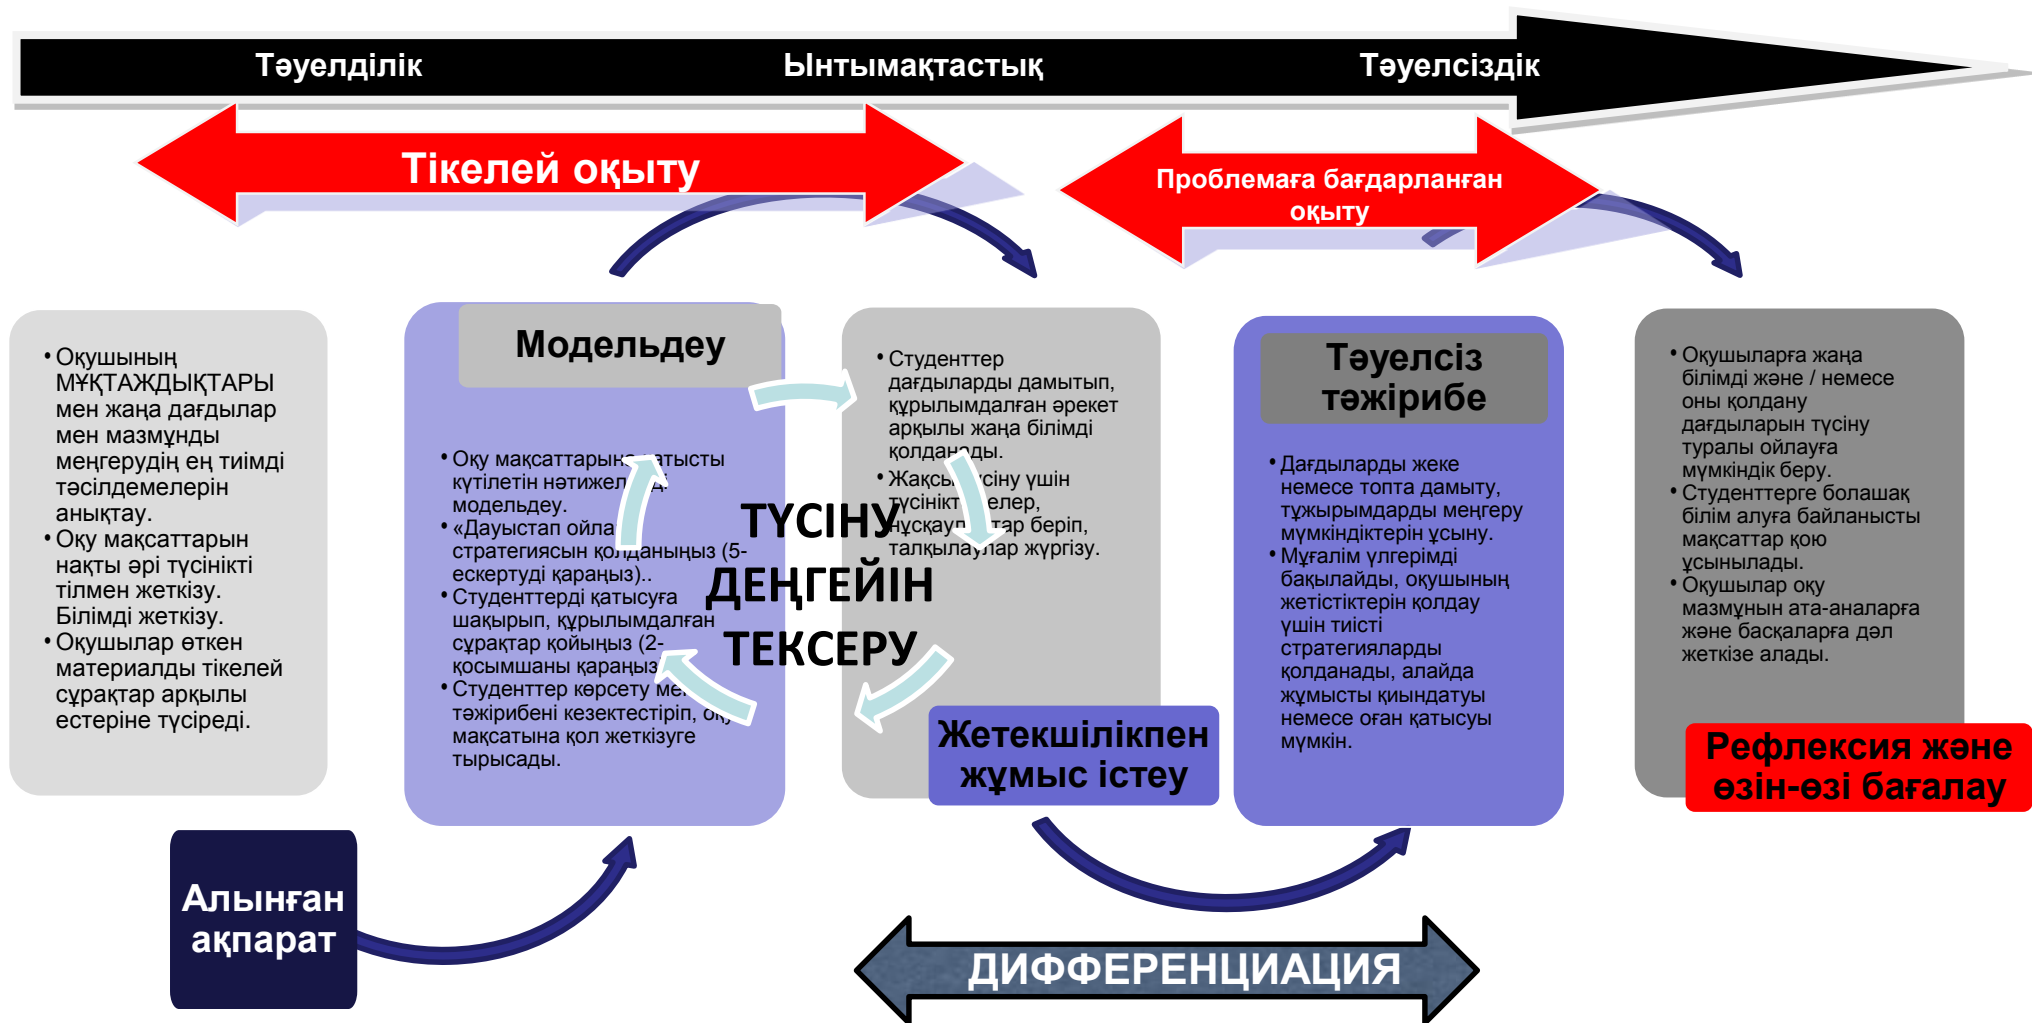 Тәуелділік
Ынтымақтастық
Тәуелсіздік
Тікелей оқыту
Проблемаға бағдарланған
оқыту
• Оқушының
МҰҚТАЖДЫҚТАРЫ
мен жаңа дағдылар
мен мазмұнды
меңгерудің ең тиімді
тәсілдемелерін
анықтау.
• Оқу мақсаттарын
нақты әрі түсінікті
тілмен жеткізу.
Білімді жеткізу.
• Оқушылар өткен
материалды тікелей
сұрақтар арқылы
естеріне түсіреді.
Алынған
ақпарат
Модельдеу
• Оқу мақсаттарына қатысты
күтілетін
модельдеу.
• «Дауыстап
стратегиясын қолданыңыз (5-
ескертуді қараңыз)..
• Студенттерді қатысуға
шақырып, құрылымдалған
сұрақтар қойыңыз (2-
қосымшаны қараңыз
• Студенттер көрсету мен
тәжірибені кезектестіріп, оқу
мақсатына қол жеткізуге
тырысады.
ТҮСІНУ
ДЕҢГЕЙІН
ТЕКСЕРУ
• Студенттер
дағдыларды дамытып,
құрылымдалған әрекет
арқылы жаңа білімді
қолданады.
• Жақсы түсіну үшін
нұсқаулықтар беріп,
талқылаулар жүргізу.
Жетекшілікпен
жұмыс істеу
Тәуелсіз
тәжірибе
• Дағдыларды жеке
немесе топта дамыту,
тұжырымдарды меңгеру
мүмкіндіктерін ұсыну.
• Мұғалім үлгерімді
бақылайды, оқушының
жетістіктерін қолдау
үшін тиісті
стратегияларды
қолданады, алайда
жұмысты қиындатуы
немесе оған қатысуы
мүмкін.
• Оқушыларға жаңа
білімді және / немесе
оны қолдану
дағдыларын түсіну
туралы ойлауға
мүмкіндік беру.
• Студенттерге болашақ
білім алуға байланысты
мақсаттар қою
ұсынылады.
• Оқушылар оқу
мазмұнын ата-аналарға
және басқаларға дәл
жеткізе алады.
Рефлексия және
өзін-өзі бағалау
ДИФФЕРЕНЦИАЦИЯ